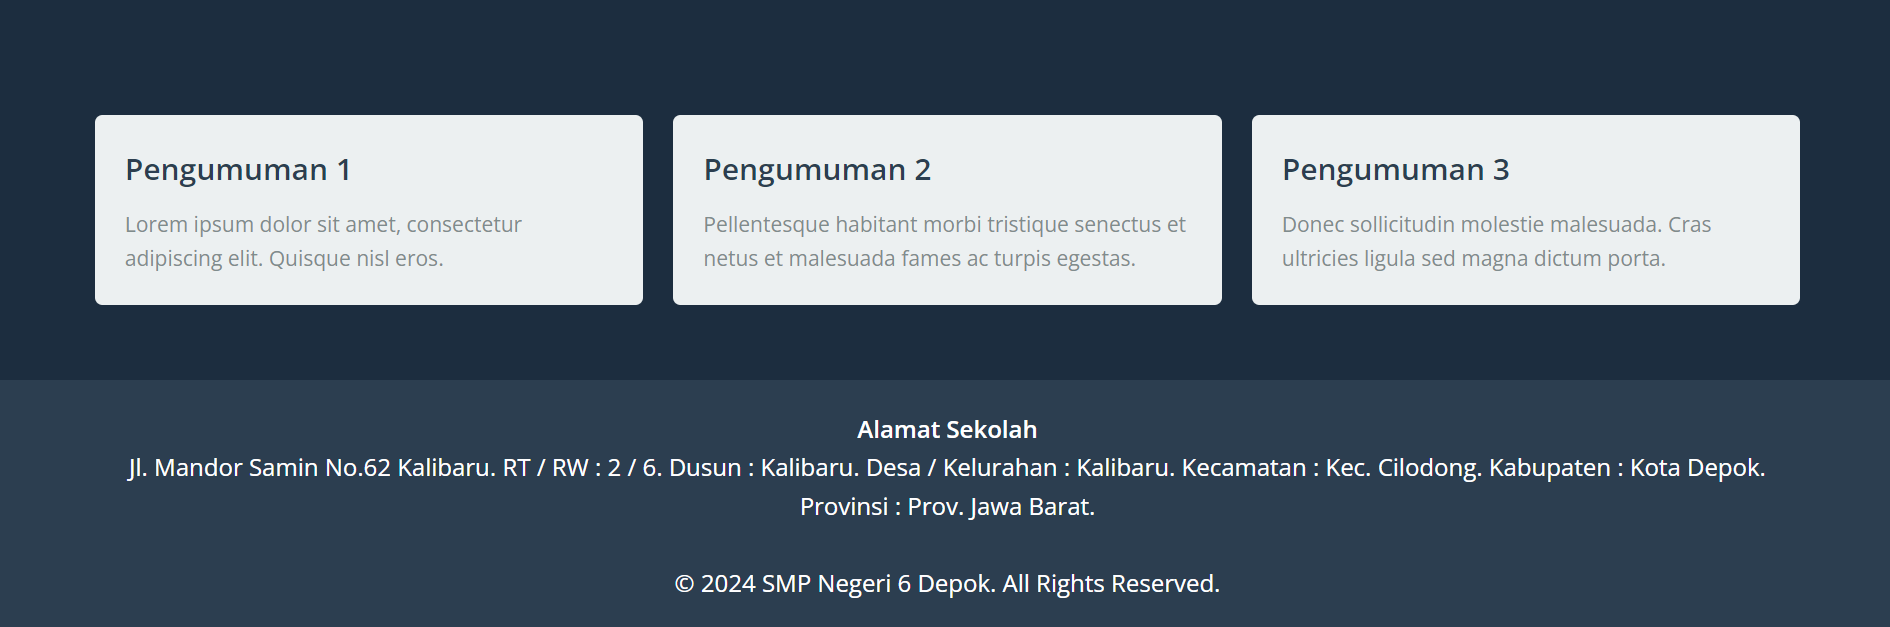 Pengumuman 1
Lorem ipsum dolor sit amet, consectetur
adipiscing elit. Quisque nisl eros.
Pengumuman 2
Pellentesque habitant morbi tristique senectus et
netus et malesuada fames ac turpis egestas.
Pengumuman 3
Donec sollicitudin molestie malesuada. Cras
ultricies ligula sed magna dictum porta.
Alamat Sekolah
Jl. Mandor Samin No.62 Kalibaru. RT / RW : 2 / 6. Dusun : Kalibaru. Desa / Kelurahan : Kalibaru. Kecamatan : Kec. Cilodong. Kabupaten : Kota Depok.
Provinsi : Prov. Jawa Barat.
© 2024 SMP Negeri 6 Depok. All Rights Reserved.